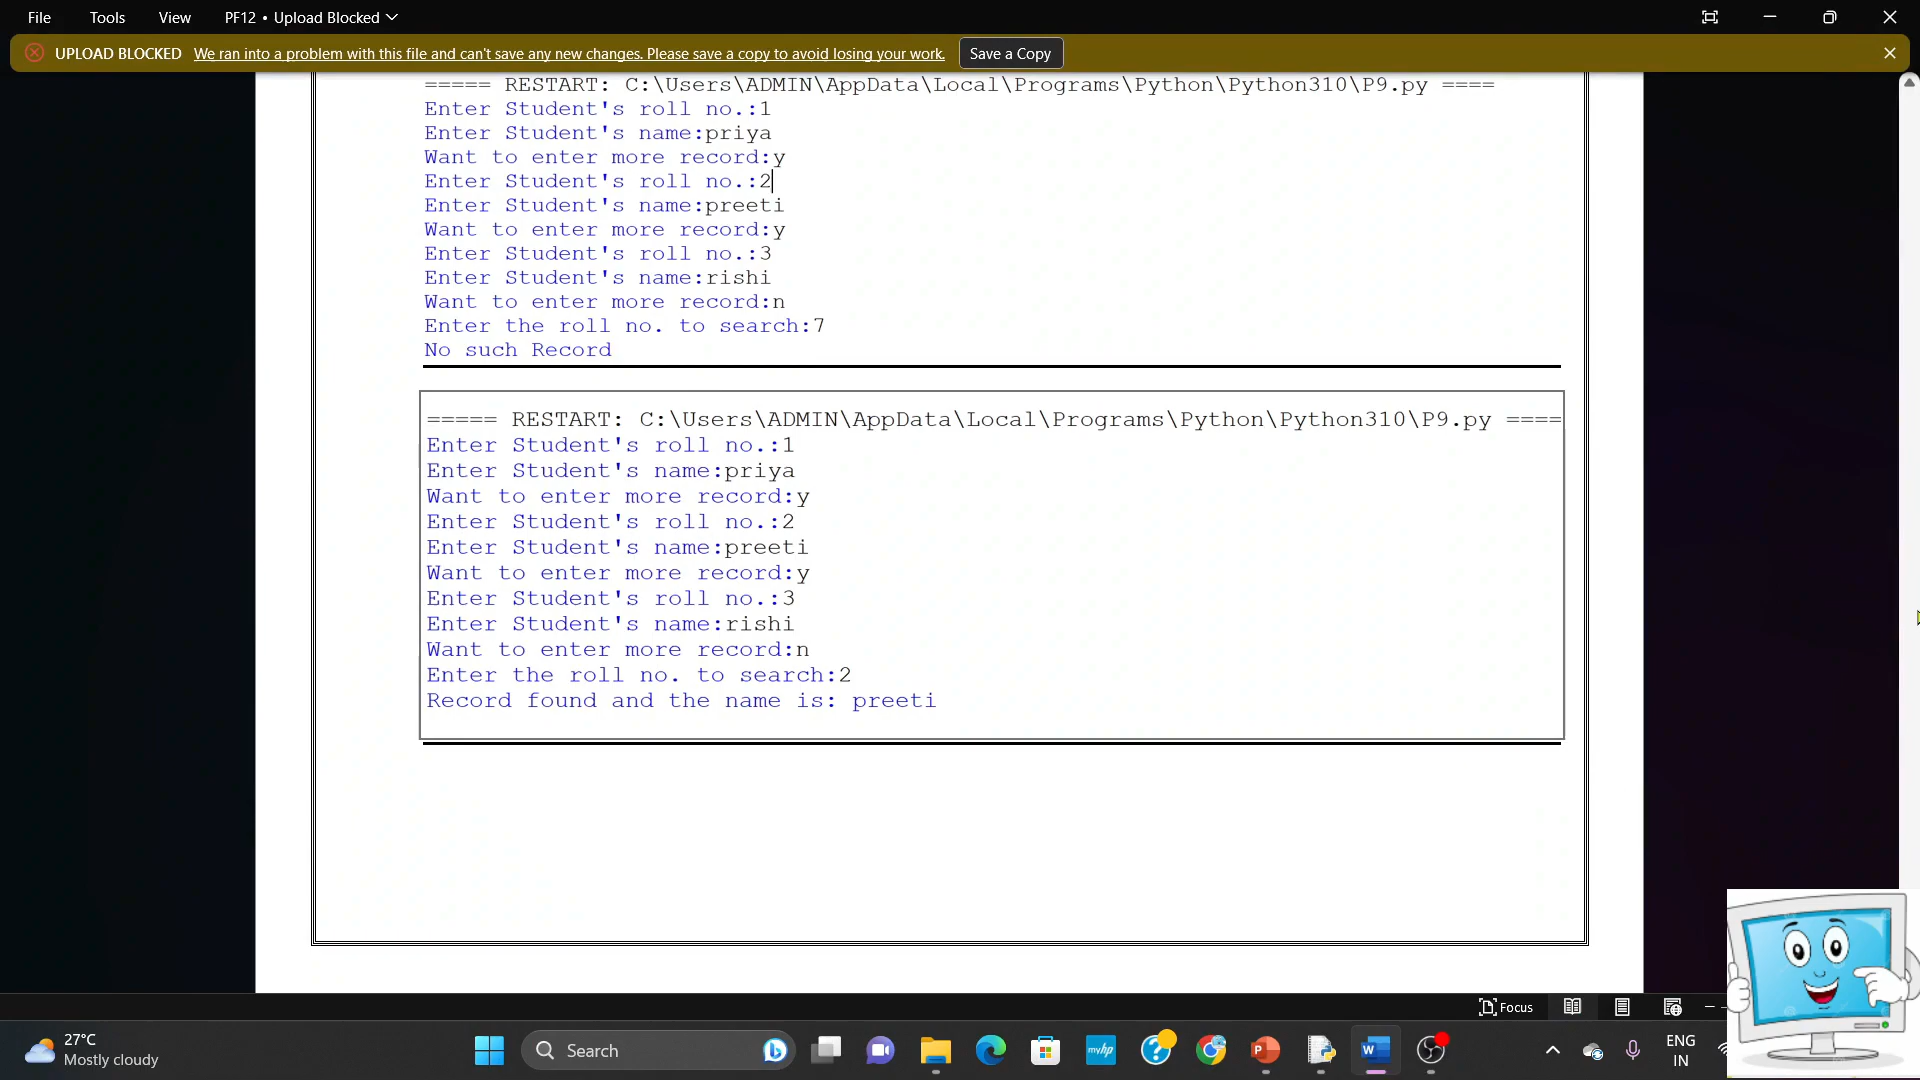 File Tools View PF12 • Upload Blocked
UPLOAD BLOCKED We ran into a problem with this file and can't save any new changes. Please save a copy to avoid losing your work. Save a Copy
===== RESTART: C:\Users\ADMIN\AppData\Local\Programs\Python\Python310\P9.py ====
Enter Student's roll no.:1
Enter Student's name:priya
Want to enter more record:y
Enter Student's roll no.:2
Enter Student's name:preeti
Want to enter more record:y
Enter Student's roll no.:3
Enter Student's name:rishi
Want to enter more record:n
Enter the roll no. to search:7
No such Record
===== RESTART: C:\Users\ADMIN\AppData\Local\Programs\Python\Python310\P9.py ====
Enter Student's roll no.:1
Enter Student's name:priya
Want to enter more record:y
Enter Student's roll no.:2
Enter Student's name:preeti
Want to enter more record:y
Enter Student's roll no.:3
Enter Student's name:rishi
Want to enter more record:n
Enter the roll no. to search:2
Record found and the name is: preeti
Focus
27°C
Mostly cloudy
Search
myhp
ENG
IN